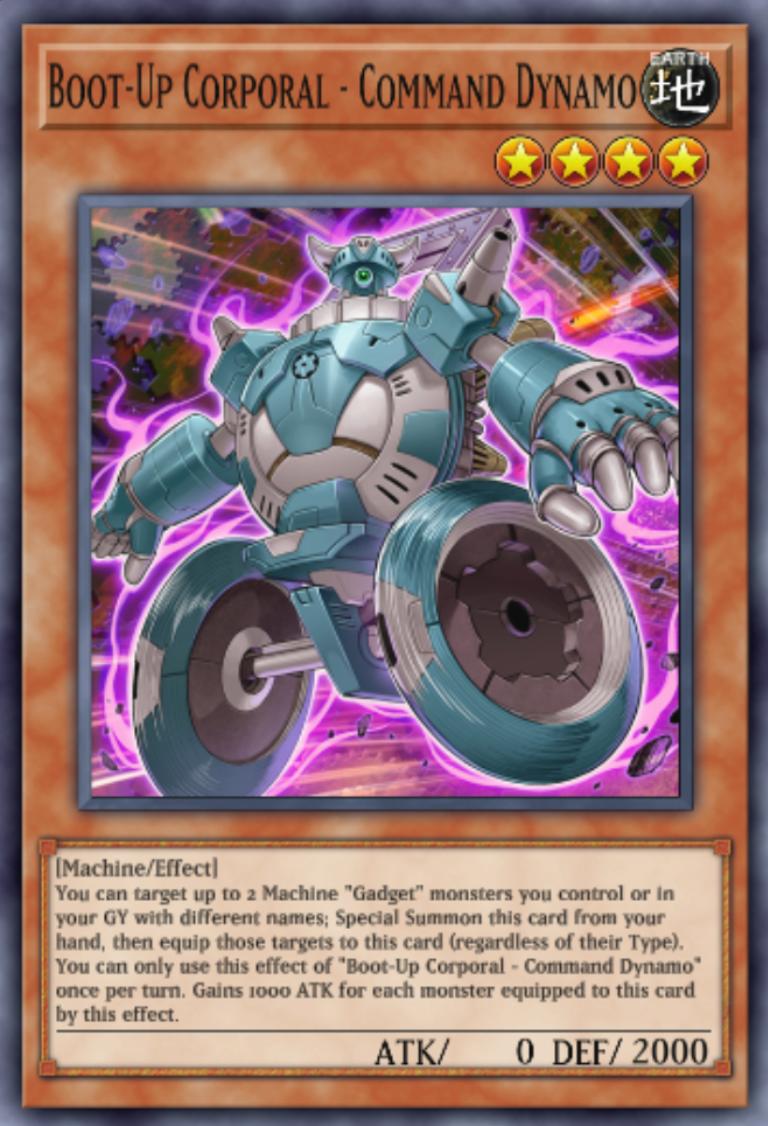 Boot-Up Corporal - Command Dynamo
EARTH
地
[Machine/Effect]
You can target up to 2 Machine "Gadget" monsters you control or in
your GY with different names; Special Summon this card from your
hand, then equip those targets to this card (regardless of their Type).
You can only use this effect of "Boot-Up Corporal - Command Dynamo"
once per turn. Gains 1000 ATK for each monster equipped to this card
by this effect.
ATK/ 0 DEF/ 2000